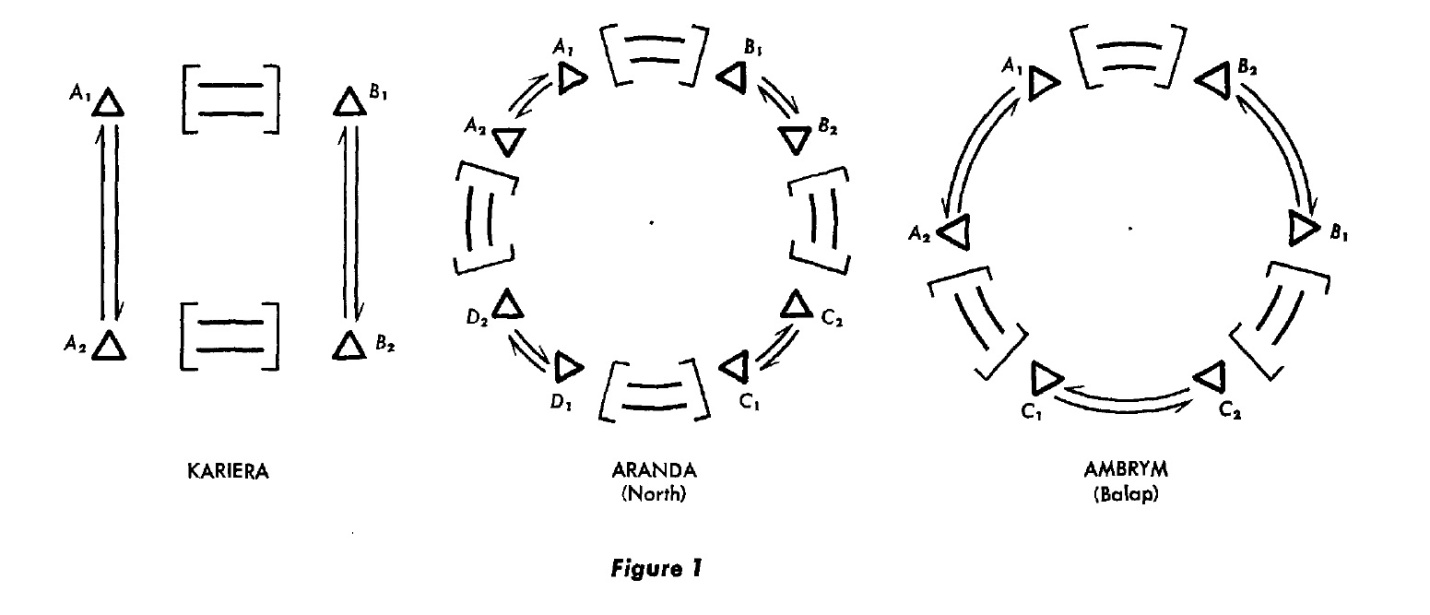 A₁ B₁
A₂ B₂
KARIERA
A₁ B₁
A₂ B₂
D₂ C₂
D₁ C₁
ARANDA
(North)
A₁ B₂
A₂ B₁
C₁ C₂
AMBRYM
(Balap)
Figure 1